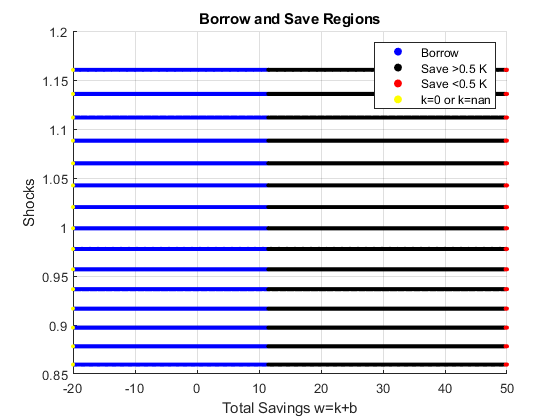 Borrow and Save Regions
1.2
1.15
1.1
1.05
1
0.95
0.9
0.85
Shocks
Borrow
Save >0.5 K
Save <0.5 K
k=0 or k=nan
-20
-10
0
10
20
30
40
50
Total Savings w=k+b